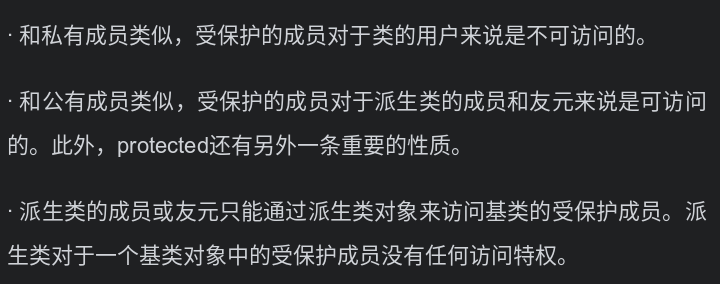 · 和私有成员类似，受保护的成员对于类的用户来说是不可访问的。
· 和公有成员类似，受保护的成员对于派生类的成员和友元来说是可访问
的。此外，protected还有另外一条重要的性质。
· 派生类的成员或友元只能通过派生类对象来访问基类的受保护成员。派
生类对于一个基类对象中的受保护成员没有任何访问特权。